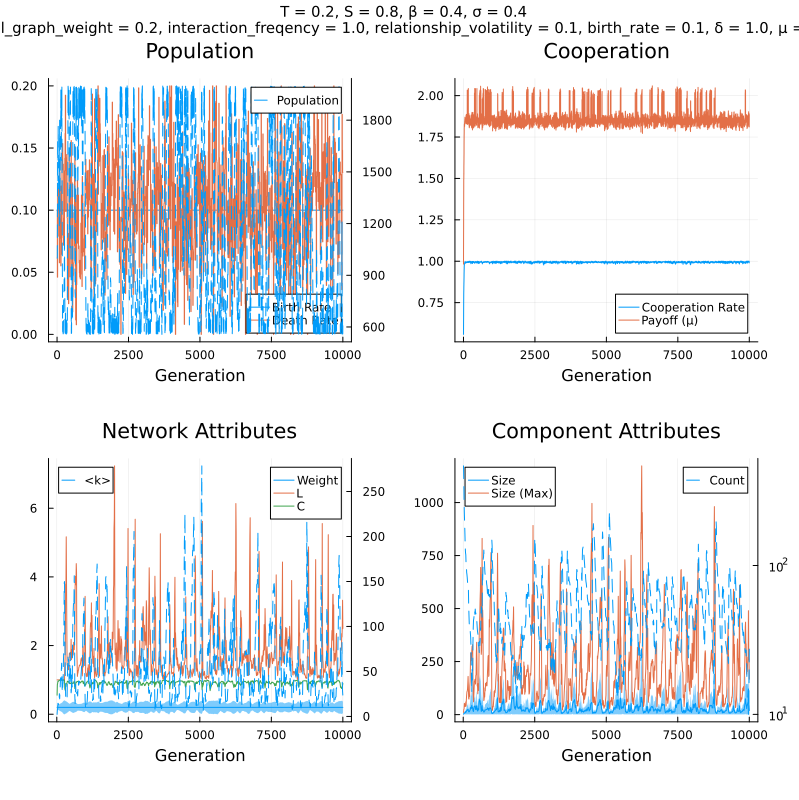 T = 0.2, S = 0.8, β = 0.4, σ = 0.4
l_graph_weight = 0.2, interaction_freqency = 1.0, relationship_volatility = 0.1, birth_rate = 0.1, δ = 1.0, μ =
Population
Cooperation
0.20
0.15
0.10
0.05
0.00
1800
1500
1200
900
600
Population
Birth Rate
Death Rate
0
2500
5000
7500
10000
Generation
2.00
1.75
1.50
1.25
1.00
0.75
Cooperation Rate
Payoff (μ)
0
2500
5000
7500
10000
Generation
Network Attributes
Component Attributes
6
4
2
0
<k>
Weight
L
C
250
200
150
100
50
0
0
2500
5000
7500
10000
Generation
1000
750
500
250
0
Size
Size (Max)
Count
10²
10¹
0
2500
5000
7500
10000
Generation